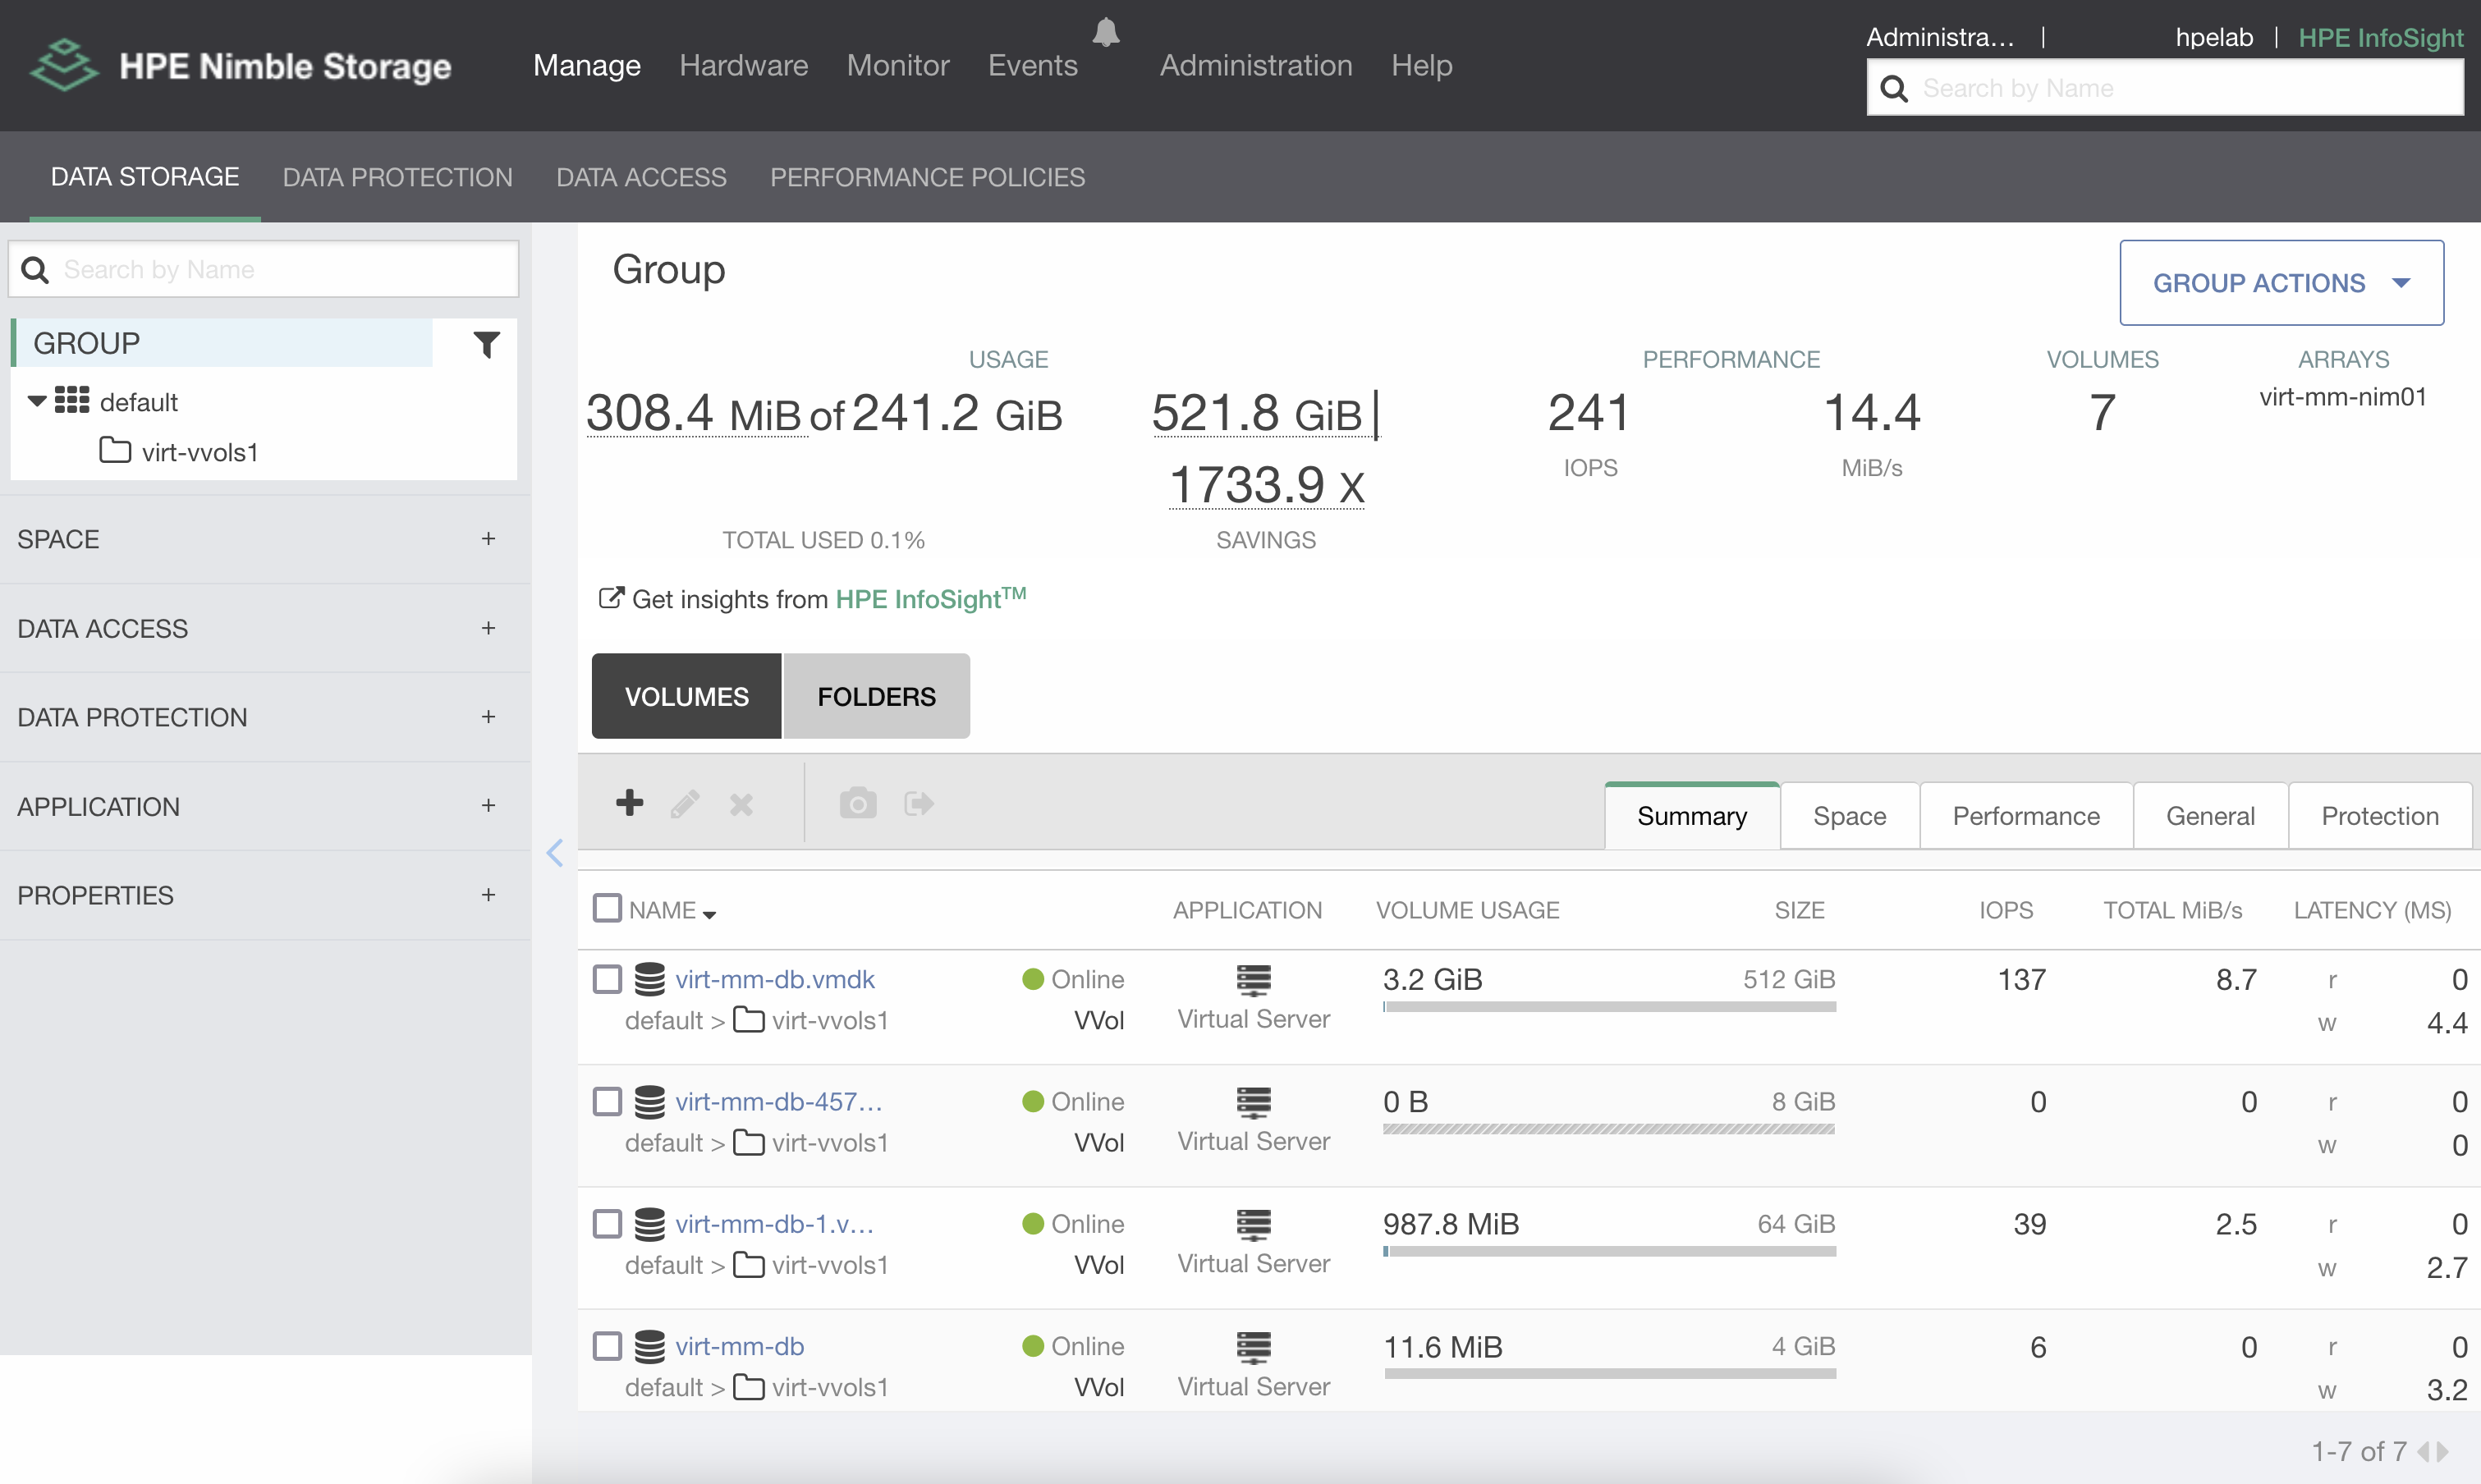 HPE Nimble Storage
Manage Hardware Monitor Events Administration Help
Administra... | hpelab | HPE InfoSight
Search by Name
DATA STORAGE DATA PROTECTION DATA ACCESS PERFORMANCE POLICIES
Search by Name
GROUP
default
virt-vvols1
SPACE +
DATA ACCESS +
DATA PROTECTION +
APPLICATION +
PROPERTIES +
Group
GROUP ACTIONS
USAGE PERFORMANCE VOLUMES ARRAYS
308.4 MiB of 241.2 GiB 521.8 GiB | 241 14.4 7 virt-mm-nim01
1733.9 X IOPS MiB/s
TOTAL USED 0.1% SAVINGS
Get insights from HPE InfoSight™
VOLUMES FOLDERS
Summary Space Performance General Protection
NAME APPLICATION VOLUME USAGE SIZE IOPS TOTAL MiB/s LATENCY (MS)
virt-mm-db.vmdk Online 3.2 GiB 512 GiB 137 8.7 r 0
default > virt-vvols1 VVol Virtual Server w 4.4
virt-mm-db-457... Online 0 B 8 GiB 0 0 r 0
default > virt-vvols1 VVol Virtual Server w 0
virt-mm-db-1.v... Online 987.8 MiB 64 GiB 39 2.5 r 0
default > virt-vvols1 VVol Virtual Server w 2.7
virt-mm-db Online 11.6 MiB 4 GiB 6 0 r 0
default > virt-vvols1 VVol Virtual Server w 3.2
1-7 of 7